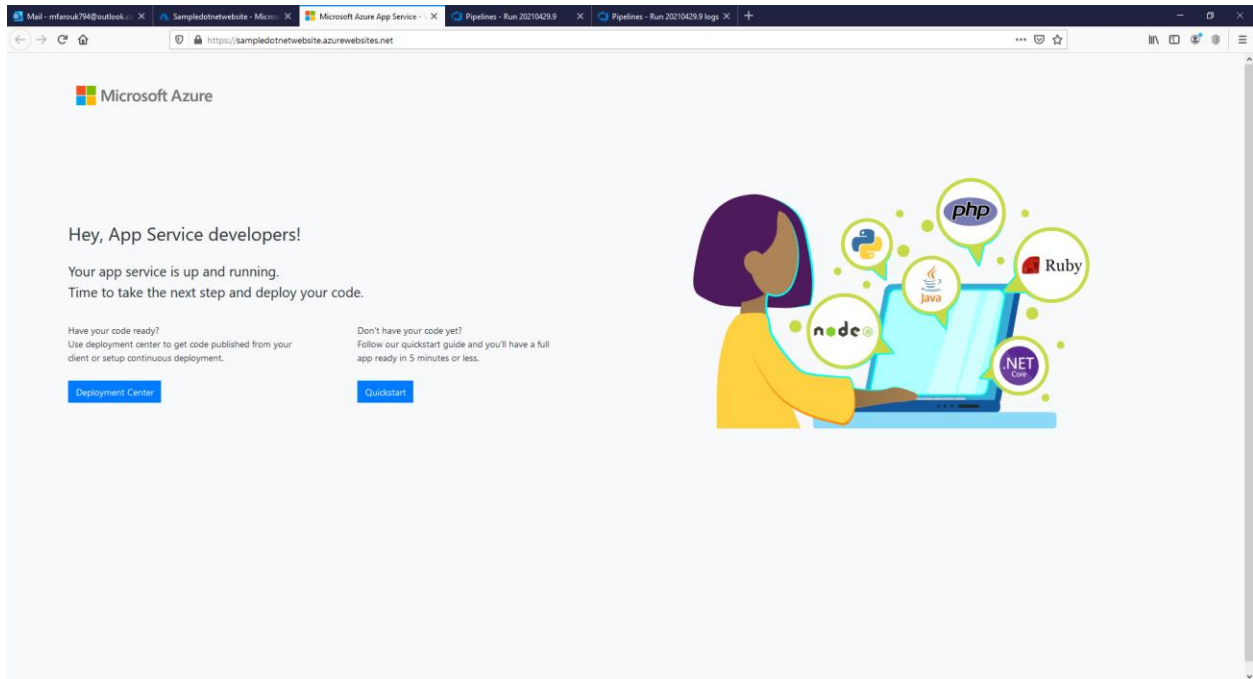 Mail - mfarouk794@outlook.co
Sampledotnetwebsite - Micros
Microsoft Azure App Service -
Pipelines - Run 20210429.9
Pipelines - Run 20210429.9 logs
https://sampledotnetwebsite.azurewebsites.net
Microsoft Azure
Hey, App Service developers!
Your app service is up and running.
Time to take the next step and deploy your code.
Have your code ready?
Use deployment center to get code published from your
client or setup continuous deployment.
Deployment Center
Don't have your code yet?
Follow our quickstart guide and you'll have a full
app ready in 5 minutes or less.
Quickstart
php
Ruby
Java
node
.NET
Core